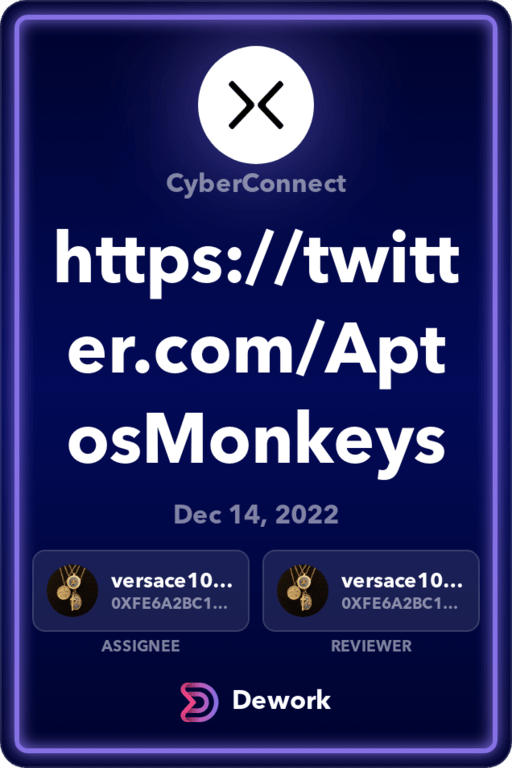 CyberConnect
https://twitt
er.com/Apt
osMonkeys
Dec 14, 2022
versace10... versace10...
0XFE6A2BC1... 0XFE6A2BC1...
ASSIGNEE REVIEWER
Dework